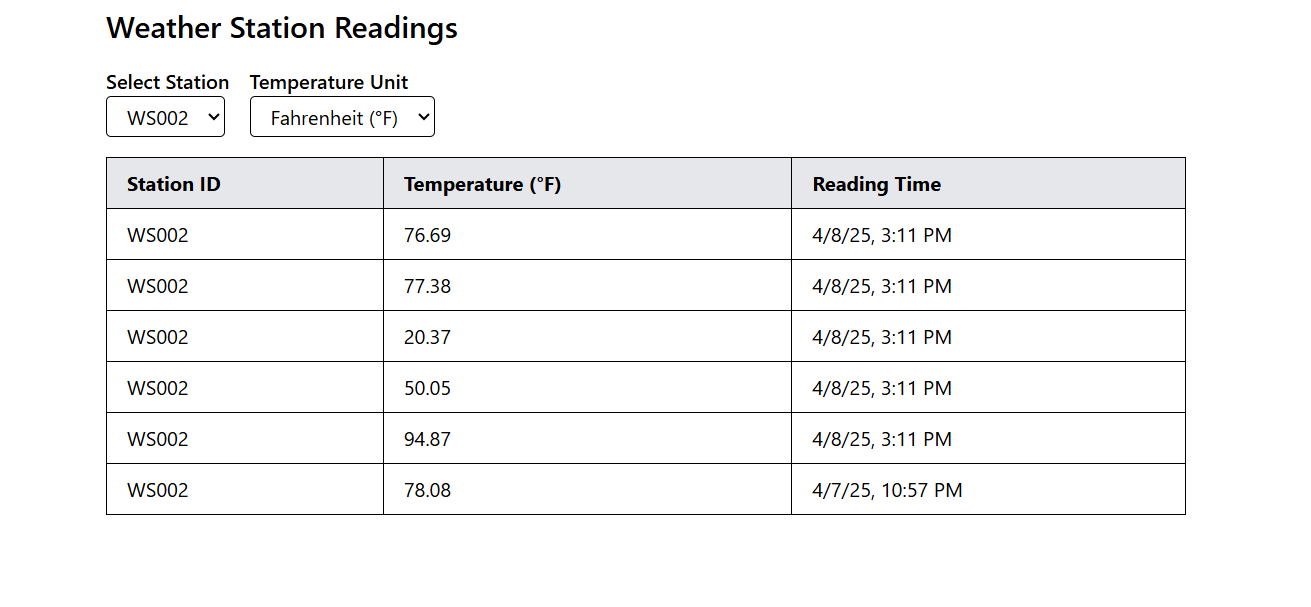 Weather Station Readings
Select Station Temperature Unit
WS002 Fahrenheit (°F)
Station ID Temperature (°F) Reading Time
WS002 76.69 4/8/25, 3:11 PM
WS002 77.38 4/8/25, 3:11 PM
WS002 20.37 4/8/25, 3:11 PM
WS002 50.05 4/8/25, 3:11 PM
WS002 94.87 4/8/25, 3:11 PM
WS002 78.08 4/7/25, 10:57 PM